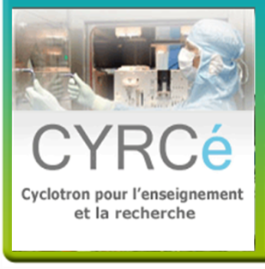 CYRCé
Cyclotron pour l'enseignement
et la recherche